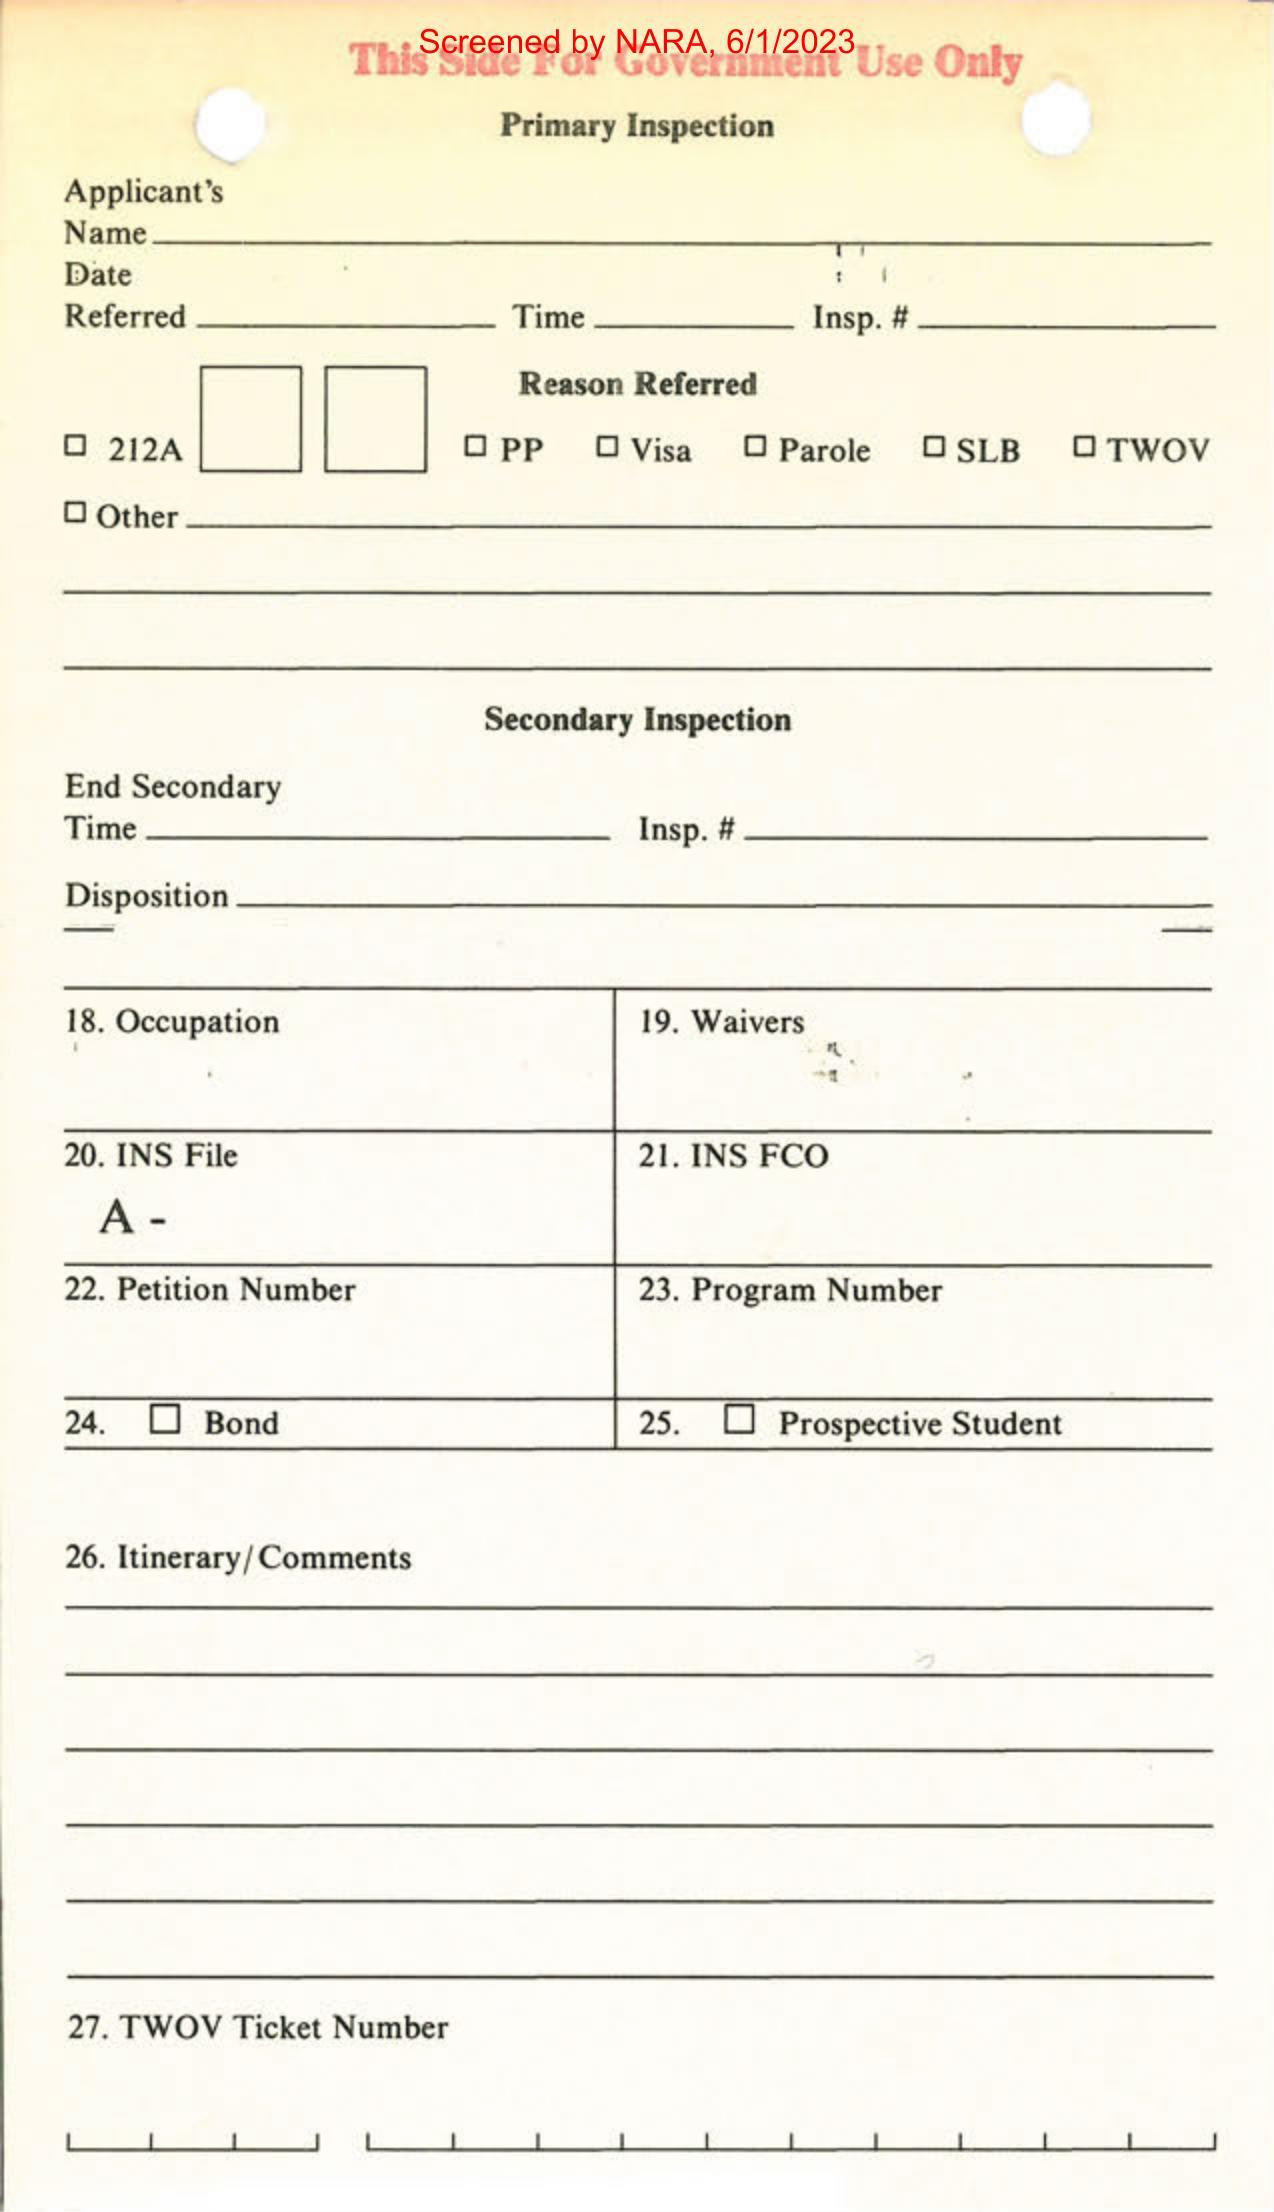 Screened by NARA, 6/1/2023
This Side For Government Use Only
Primary Inspection
Applicant's
Name
Date
Referred Time Insp. #
Reason Referred
212A PP Visa Parole SLB TWOV
Other
Secondary Inspection
End Secondary
Time Insp. #
Disposition
18. Occupation 19. Waivers
20. INS File 21. INS FCO
A -
22. Petition Number 23. Program Number
24. Bond 25. Prospective Student
26. Itinerary/Comments
27. TWOV Ticket Number